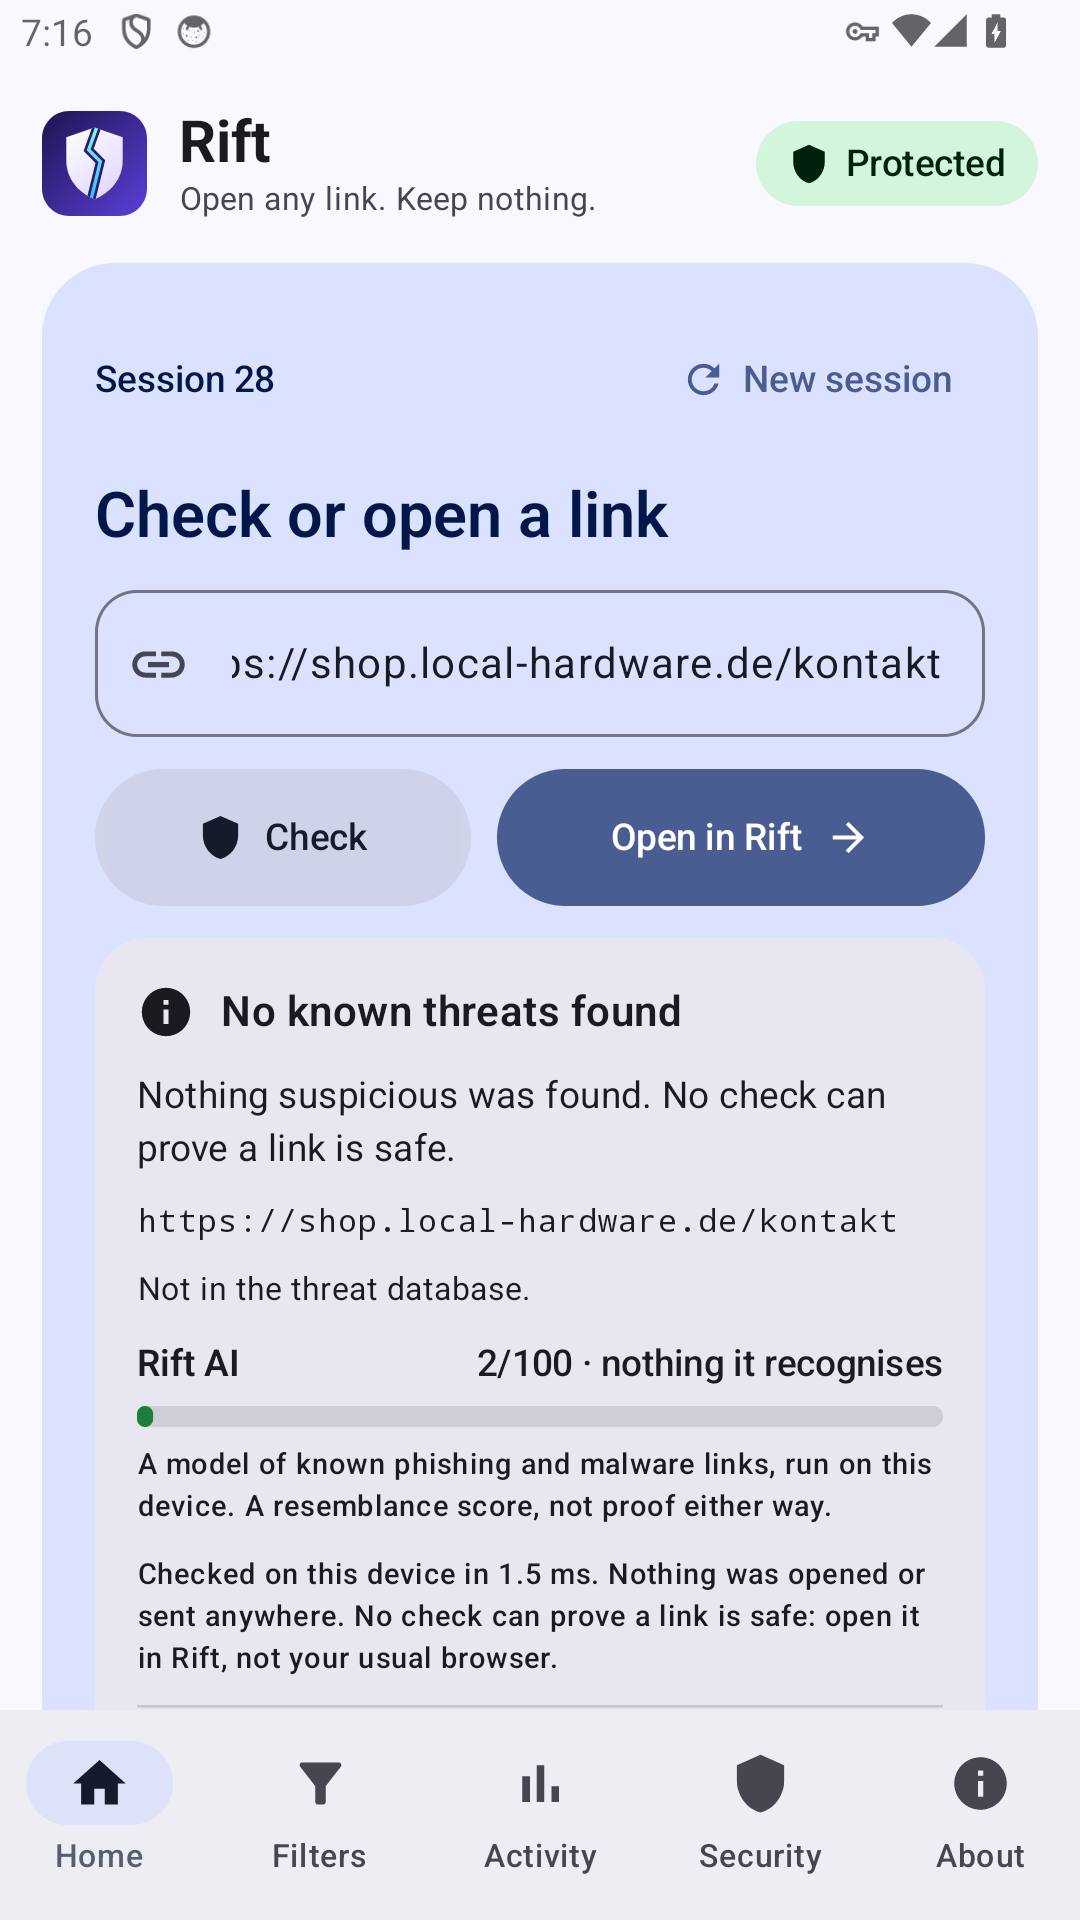 7:16
Rift
Open any link. Keep nothing.
Protected
Session 28
New session
Check or open a link
ps://shop.local-hardware.de/kontakt
Check
Open in Rift
No known threats found
Nothing suspicious was found. No check can
prove a link is safe.
https://shop.local-hardware.de/kontakt
Not in the threat database.
Rift AI
2/100 · nothing it recognises
A model of known phishing and malware links, run on this
device. A resemblance score, not proof either way.
Checked on this device in 1.5 ms. Nothing was opened or
sent anywhere. No check can prove a link is safe: open it
in Rift, not your usual browser.
Home
Filters
Activity
Security
About